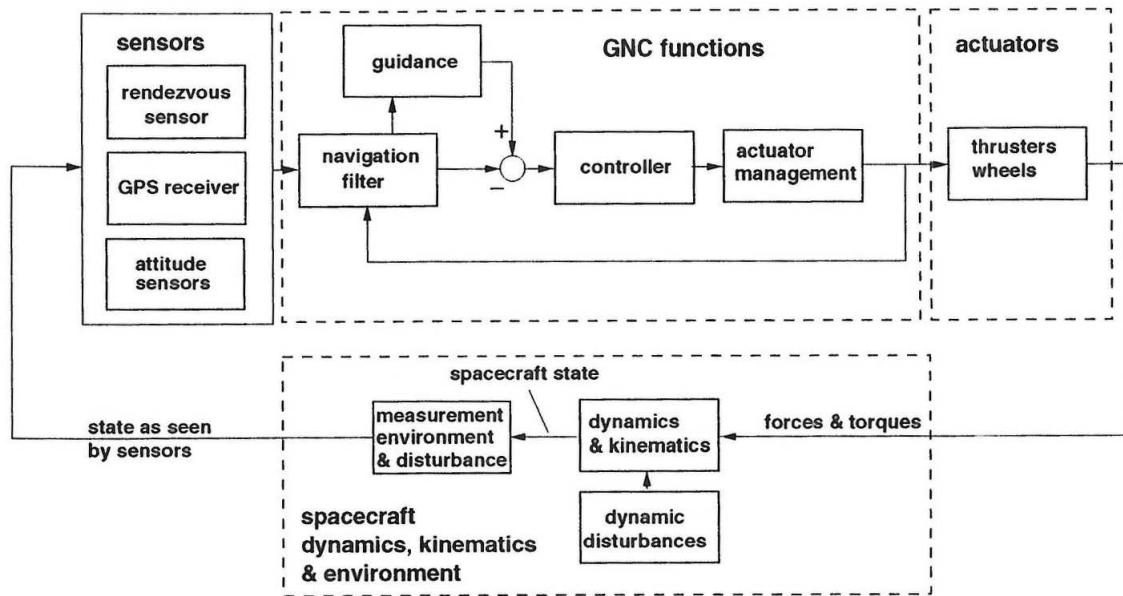 sensors
rendezvous
sensor
GPS receiver
attitude
sensors
GNC functions
guidance
+
navigation
filter
−
controller
actuator
management
actuators
thrusters
wheels
spacecraft state
measurement
environment
& disturbance
dynamics
& kinematics
forces & torques
state as seen
by sensors
dynamic
disturbances
spacecraft
dynamics, kinematics
& environment